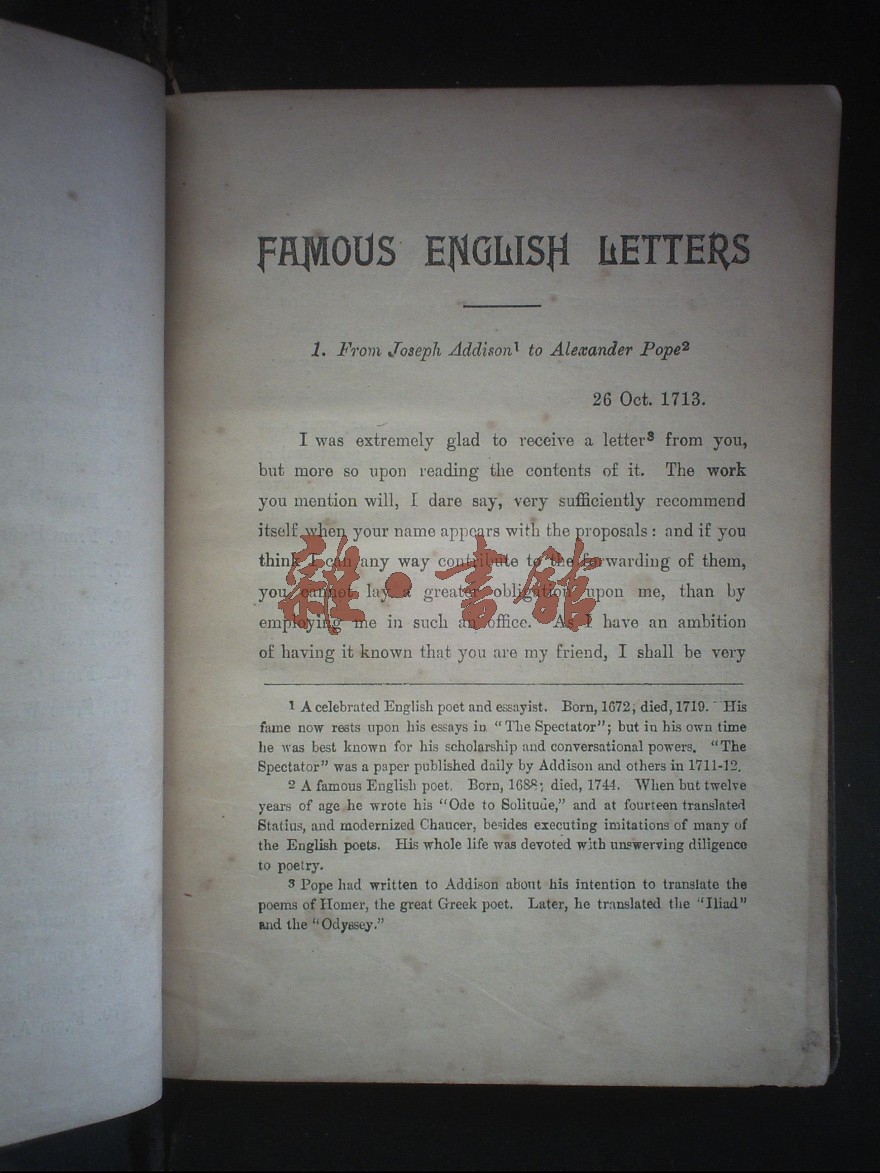 FAMOUS ENGLISH LETTERS
1. From Joseph Addison¹ to Alexander Pope²
26 Oct. 1713.
I was extremely glad to receive a letter³ from you,
but more so upon reading the contents of it. The work
you mention will, I dare say, very sufficiently recommend
itself when your name appears with the proposals: and if you
think I can any way contribute to the forwarding of them,
you cannot lay a greater obligation upon me, than by
employing me in such an office. As I have an ambition
of having it known that you are my friend, I shall be very
雜·書館
1 A celebrated English poet and essayist. Born, 1672; died, 1719. His
fame now rests upon his essays in "The Spectator"; but in his own time
he was best known for his scholarship and conversational powers. "The
Spectator" was a paper published daily by Addison and others in 1711-12.
2 A famous English poet. Born, 1688; died, 1744. When but twelve
years of age he wrote his "Ode to Solitude," and at fourteen translated
Statius, and modernized Chaucer, besides executing imitations of many of
the English poets. His whole life was devoted with unswerving diligence
to poetry.
3 Pope had written to Addison about his intention to translate the
poems of Homer, the great Greek poet. Later, he translated the "Iliad"
and the "Odyssey."